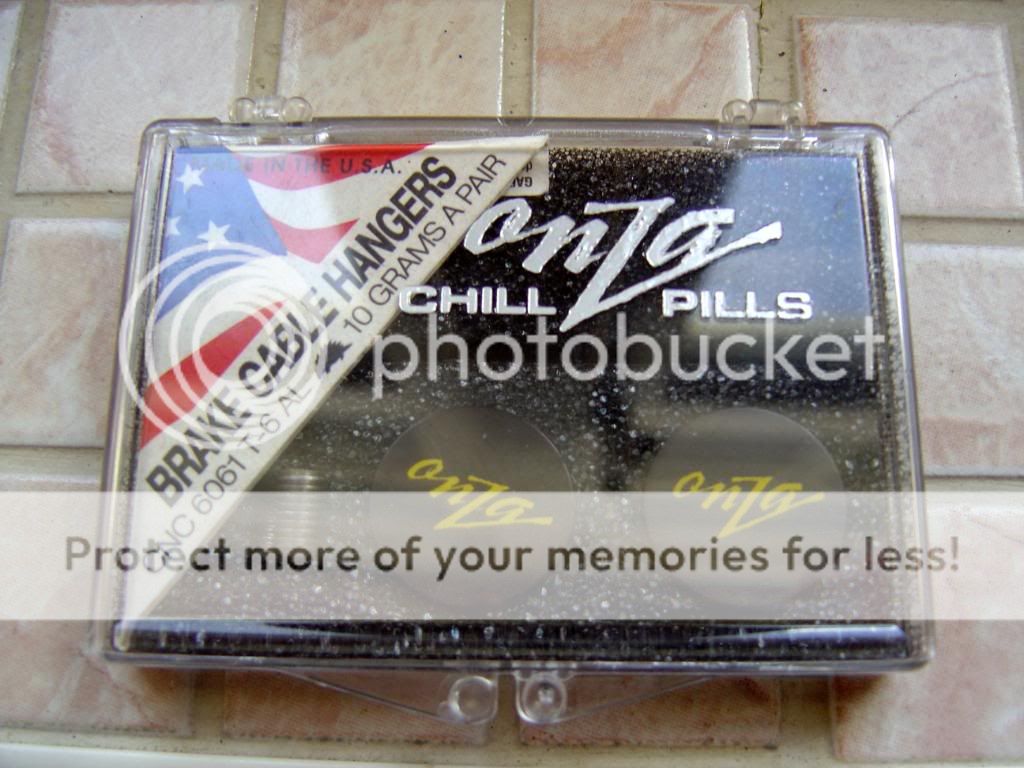 MADE IN THE U.S.A.
BRAKE CABLE HANGERS
10 GRAMS A PAIR
CNC 6061 T-6 AL
onza
CHILL PILLS
photobucket
onza
onza
Protect more of your memories for less!